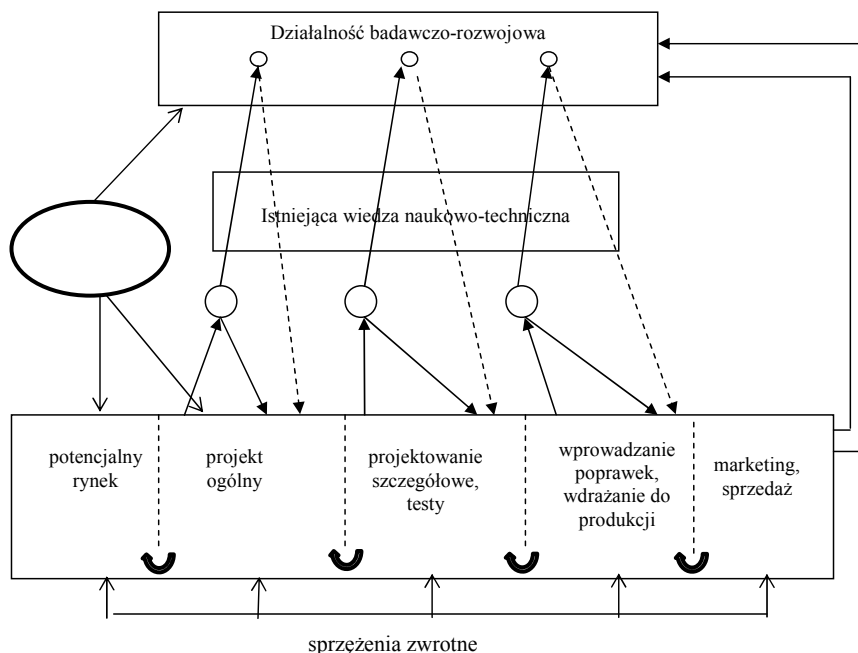 Działalność badawczo-rozwojowa
Istniejąca wiedza naukowo-techniczna
potencjalny
rynek
projekt
ogólny
projektowanie
szczegółowe,
testy
wprowadzanie
poprawek,
wdrażanie do
produkcji
marketing,
sprzedaż
sprzężenia zwrotne